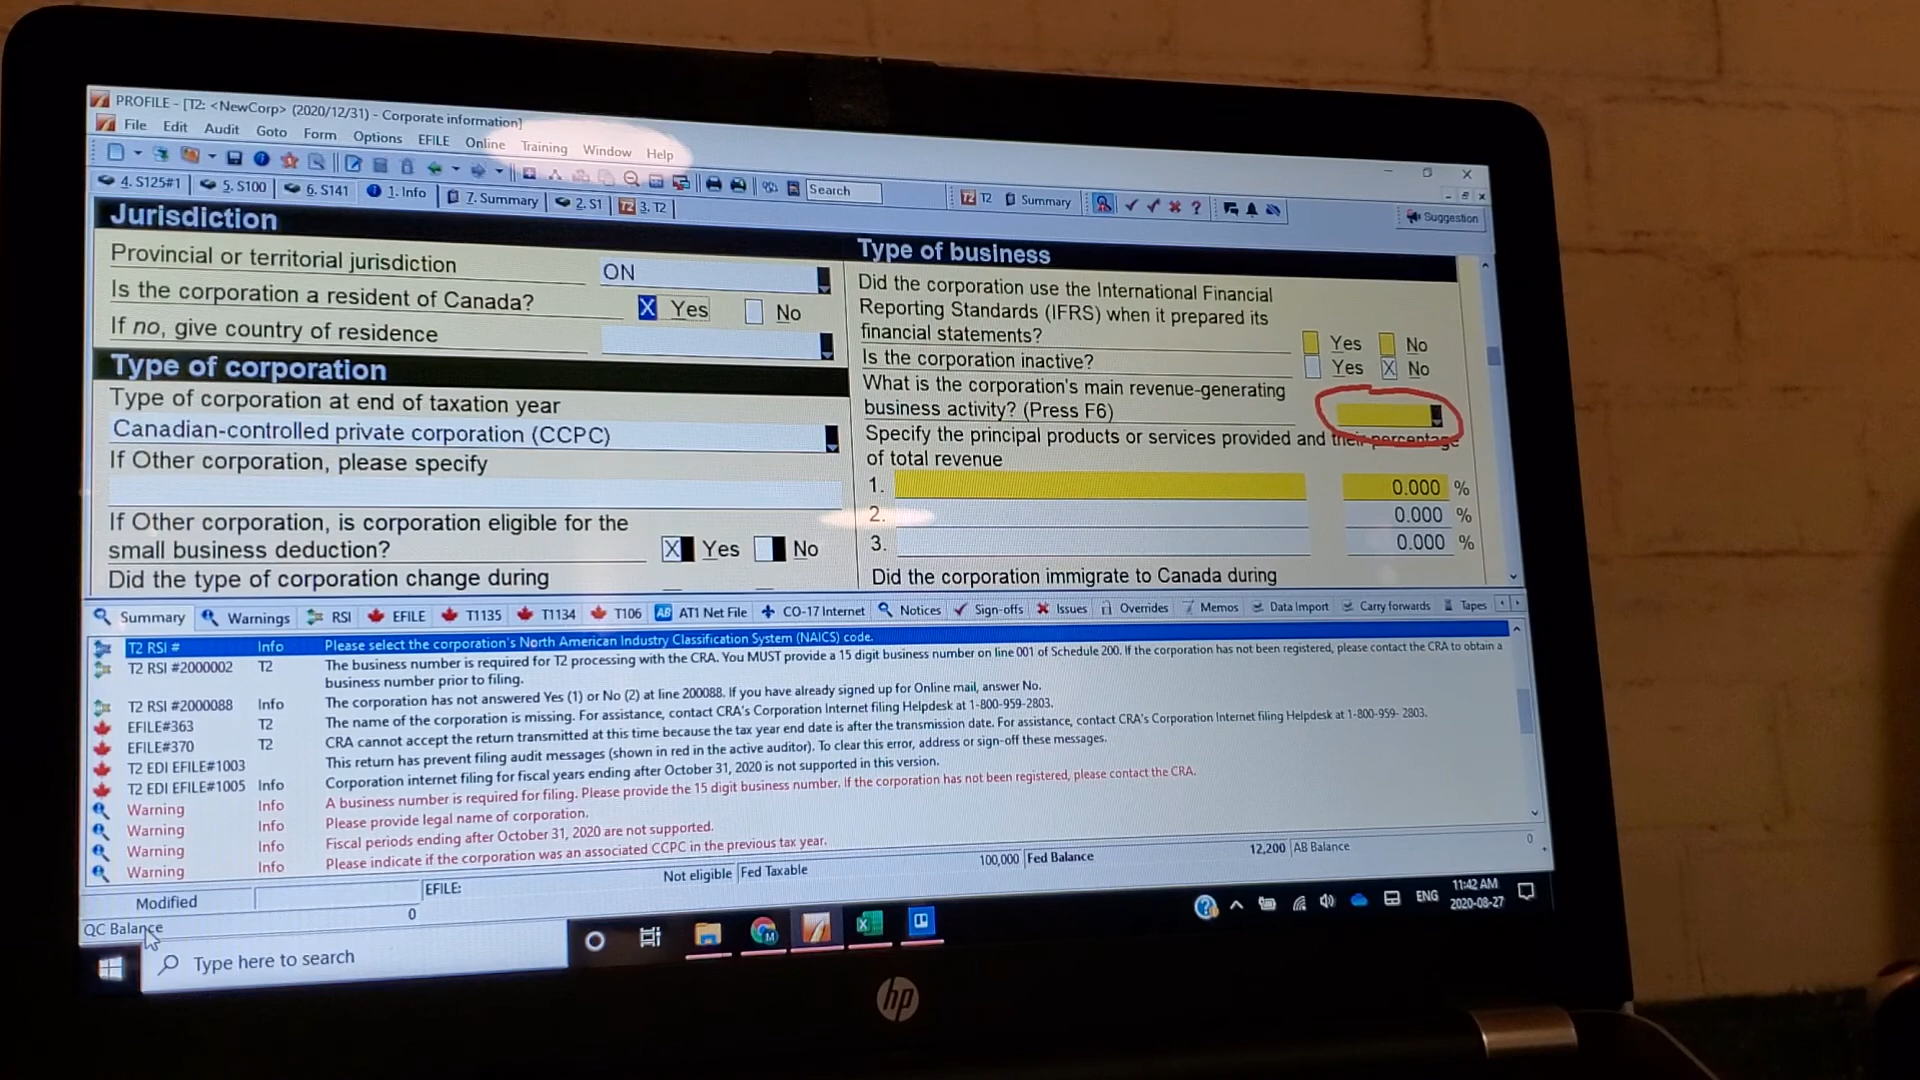 PROFILE - [T2: <NewCorp> (2020/12/31) - Corporate information]
File Edit Audit Goto Form Options EFILE Online Training Window Help
Search
T2 Summary
4. S125#1 5. S100 6. S141 1. Info 7. Summary 2. S1 3. T2
Suggestion
Jurisdiction
Provincial or territorial jurisdiction ON
Is the corporation a resident of Canada? X Yes No
If no, give country of residence
Type of corporation
Type of corporation at end of taxation year
Canadian-controlled private corporation (CCPC)
If Other corporation, please specify
If Other corporation, is corporation eligible for the
small business deduction? X Yes No
Did the type of corporation change during
Type of business
Did the corporation use the International Financial
Reporting Standards (IFRS) when it prepared its
financial statements? Yes No
Is the corporation inactive? Yes X No
What is the corporation's main revenue-generating
business activity? (Press F6)
Specify the principal products or services provided and their percentage
of total revenue
1. 0.000 %
2. 0.000 %
3. 0.000 %
Did the corporation immigrate to Canada during
Summary Warnings RSI EFILE T1135 T1134 T106 AB AT1 Net File CO-17 Internet Notices Sign-offs Issues Overrides Memos Data Import Carry forwards Tapes
T2 RSI # Info Please select the corporation's North American Industry Classification System (NAICS) code.
T2 RSI #2000002 T2 The business number is required for T2 processing with the CRA. You MUST provide a 15 digit business number on line 001 of Schedule 200. If the corporation has not been registered, please contact the CRA to obtain a
business number prior to filing.
T2 RSI #2000088 Info The corporation has not answered Yes (1) or No (2) at line 200088. If you have already signed up for Online mail, answer No.
EFILE#363 T2 The name of the corporation is missing. For assistance, contact CRA's Corporation Internet filing Helpdesk at 1-800-959-2803.
EFILE#370 T2 CRA cannot accept the return transmitted at this time because the tax year end date is after the transmission date. For assistance, contact CRA's Corporation Internet filing Helpdesk at 1-800-959- 2803.
T2 EDI EFILE#1003 This return has prevent filing audit messages (shown in red in the active auditor). To clear this error, address or sign-off these messages.
T2 EDI EFILE#1005 Info Corporation internet filing for fiscal years ending after October 31, 2020 is not supported in this version.
Warning Info A business number is required for filing. Please provide the 15 digit business number. If the corporation has not been registered, please contact the CRA.
Warning Info Please provide legal name of corporation.
Warning Info Fiscal periods ending after October 31, 2020 are not supported.
Warning Info Please indicate if the corporation was an associated CCPC in the previous tax year.
Modified EFILE: Not eligible Fed Taxable 100,000 Fed Balance 12,200 AB Balance 0
QC Balance 0
Type here to search
ENG
11:42 AM
2020-08-27
hp